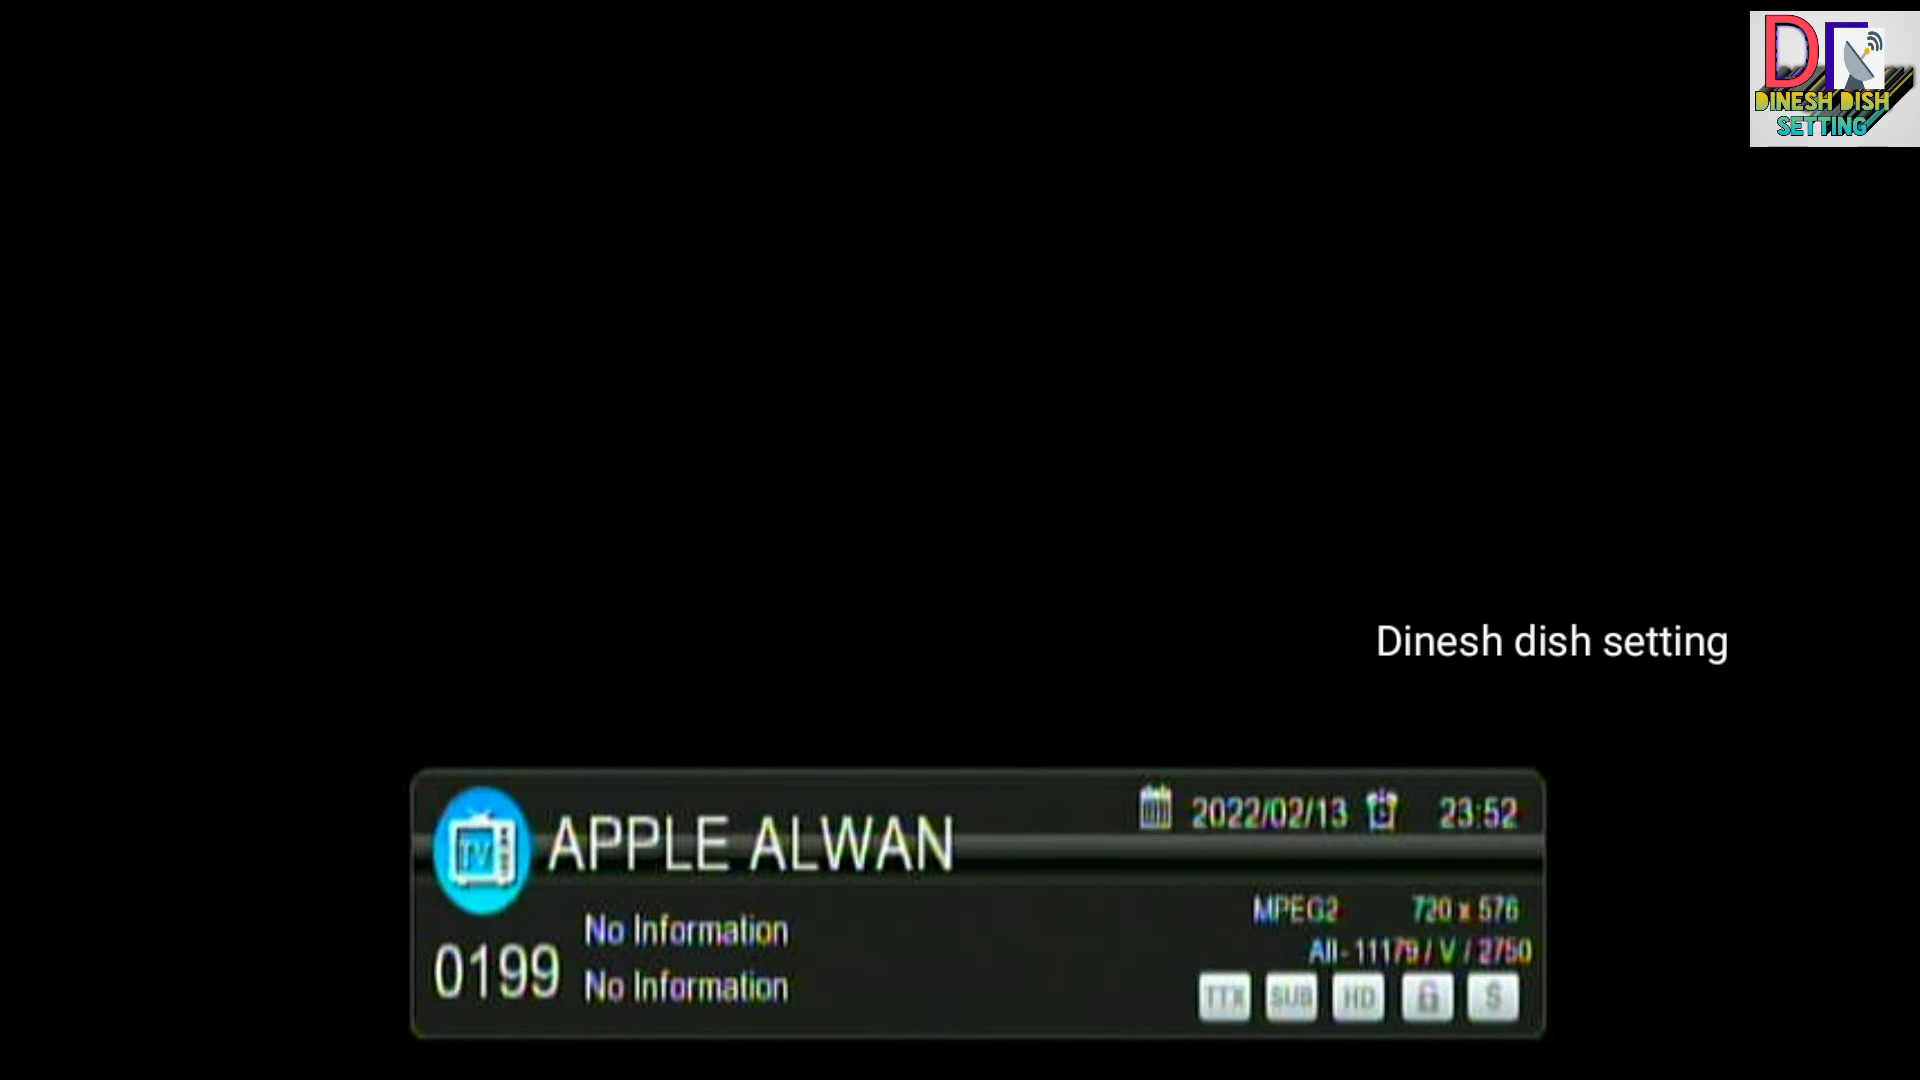 D
DINESH DISH
SETTING
Dinesh dish setting
TV
APPLE ALWAN
2022/02/13 23:52
No Information
MPEG2 720 x 576
0199
All - 11179 / V / 2750
No Information
TTX SUB HD $